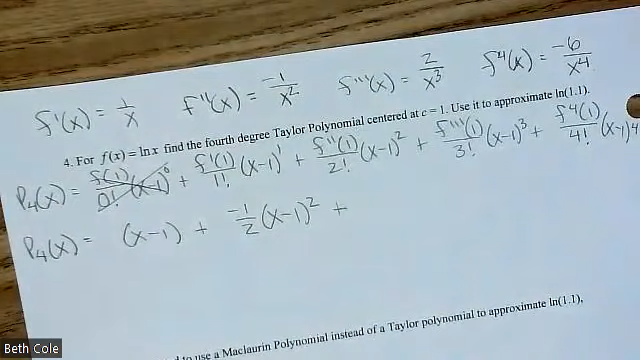 f'(x) = 1/x f''(x) = -1/x² f'''(x) = 2/x³ f⁴(x) = -6/x⁴
4. For f(x) = ln x find the fourth degree Taylor Polynomial centered at c = 1. Use it to approximate ln(1.1).
P₄(x) = f(1)/0! (x-1)⁰ + f'(1)/1! (x-1)¹ + f''(1)/2! (x-1)² + f'''(1)/3! (x-1)³ + f⁴(1)/4! (x-1)⁴
P₄(x) = (x-1) + -1/2 (x-1)² +
to use a Maclaurin Polynomial instead of a Taylor polynomial to approximate ln(1.1),
Beth Cole